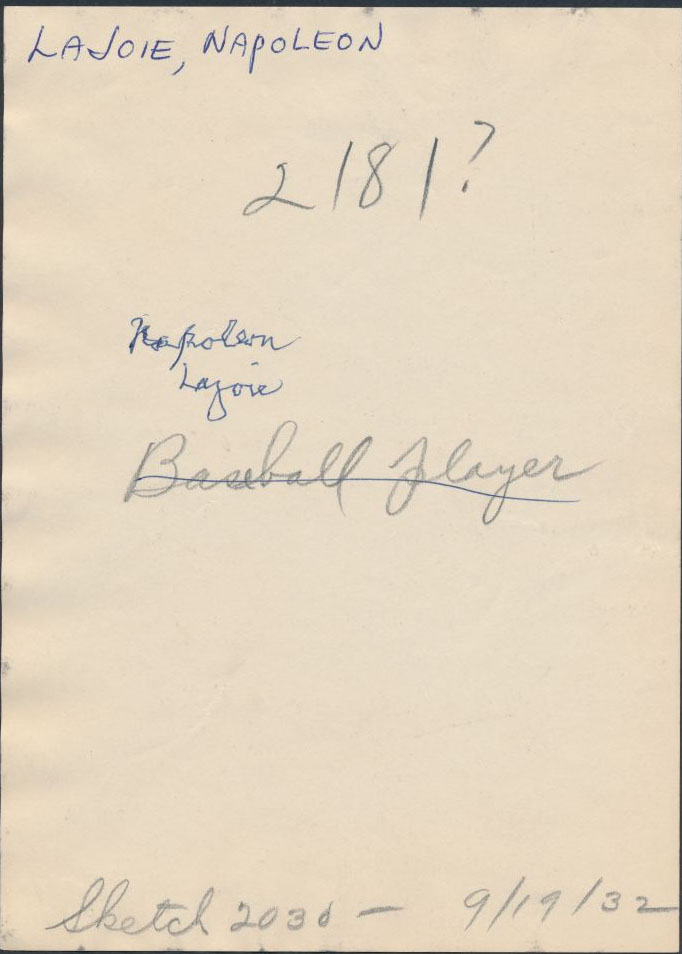 LAJOIE, NAPOLEON
2181?
Napoleon
Lajoie
Baseball player
Sketch 2030 — 9/19/32